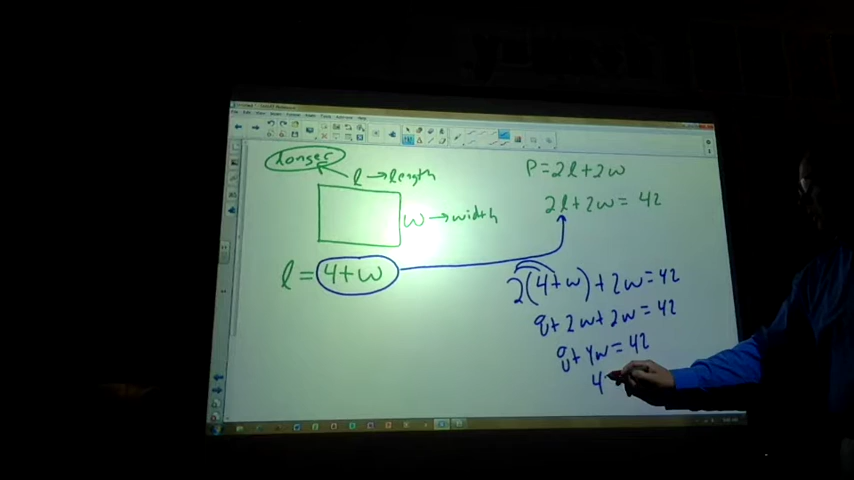 longer
l → length
w → width
l = 4+w
P = 2l + 2w
2l + 2w = 42
2(4+w) + 2w = 42
8 + 2w + 2w = 42
8 + 4w = 42
4